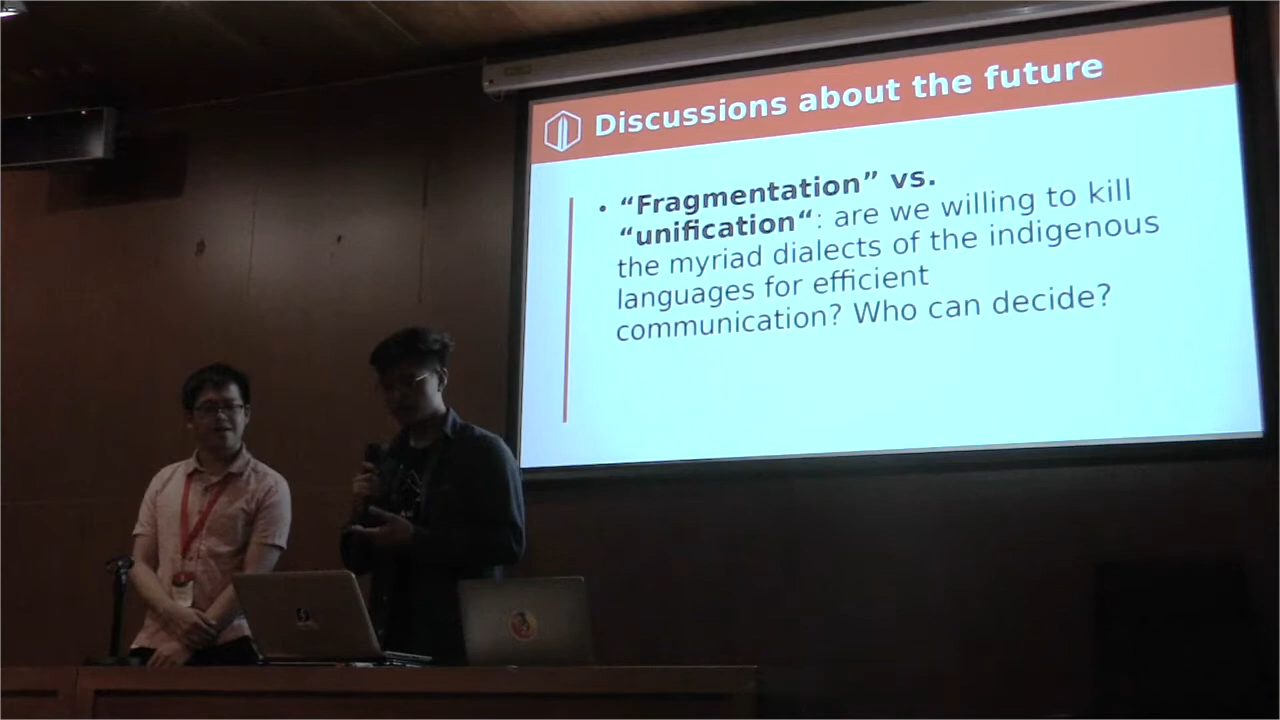 Discussions about the future
• “Fragmentation” vs.
“unification“: are we willing to kill
the myriad dialects of the indigenous
languages for efficient
communication? Who can decide?